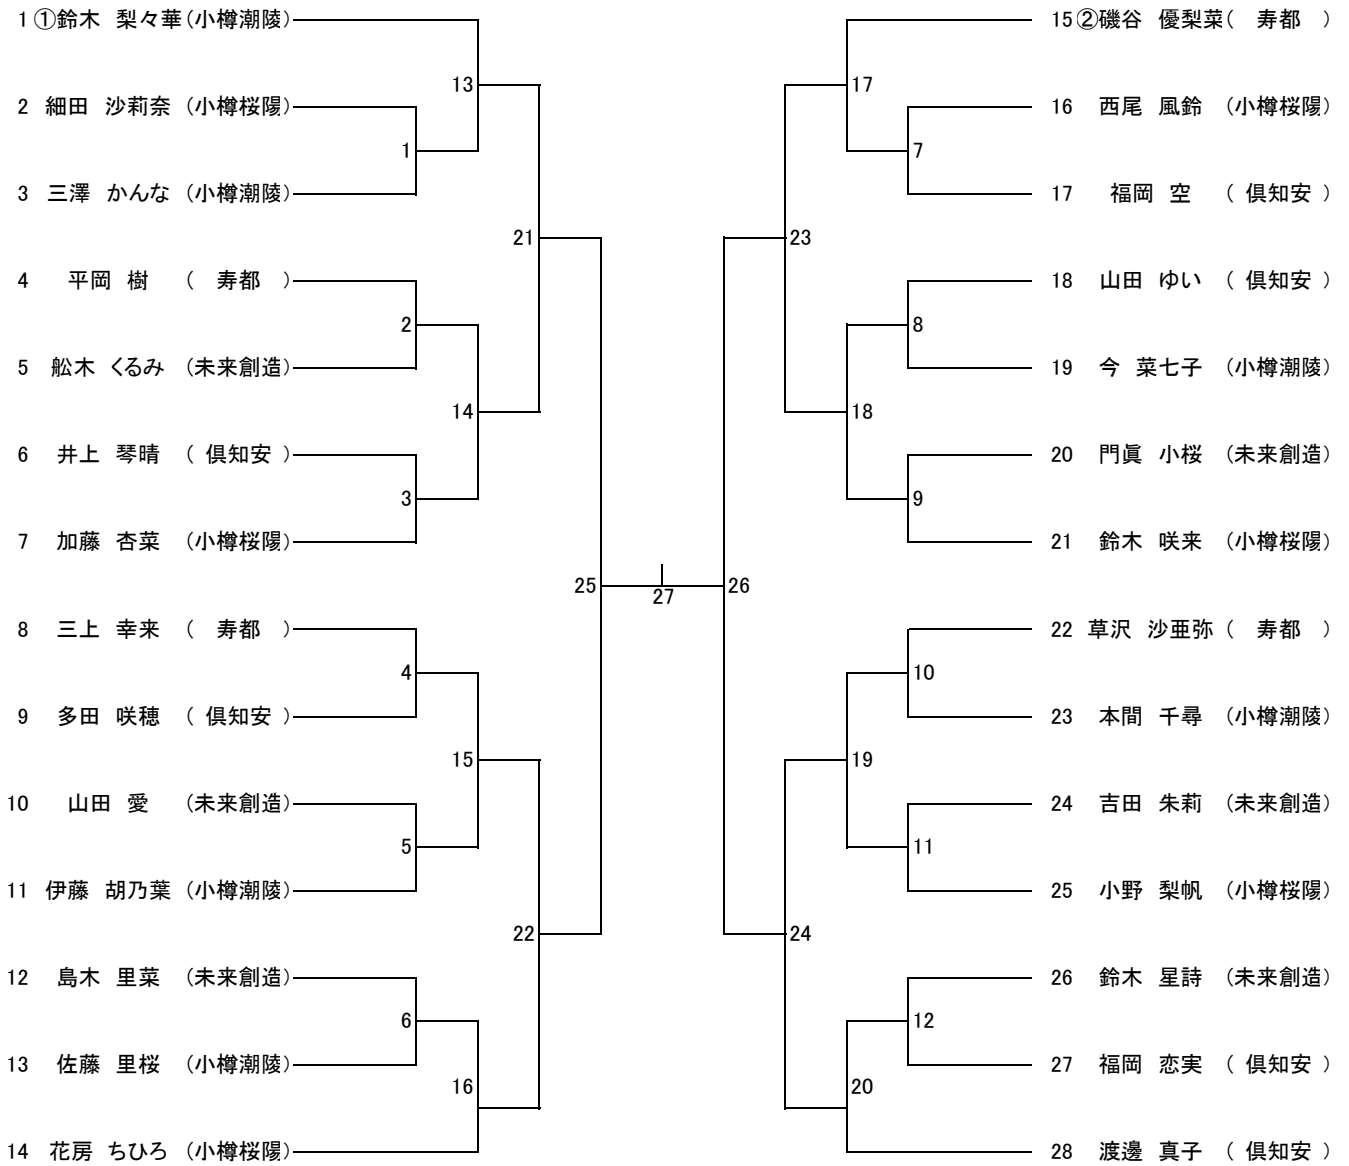 1 ①鈴木 梨々華(小樽潮陵)
2 細田 沙莉奈 (小樽桜陽)
3 三澤 かんな (小樽潮陵)
4 平岡 樹 ( 寿都 )
5 舩木 くるみ (未来創造)
6 井上 琴晴 ( 倶知安 )
7 加藤 杏菜 (小樽桜陽)
8 三上 幸来 ( 寿都 )
9 多田 咲穂 ( 倶知安 )
10 山田 愛 (未来創造)
11 伊藤 胡乃葉 (小樽潮陵)
12 島木 里菜 (未来創造)
13 佐藤 里桜 (小樽潮陵)
14 花房 ちひろ (小樽桜陽)
1
2
3
4
5
6
13
14
15
16
21
22
25
27
26
23
24
17
18
19
20
7
8
9
10
11
12
15 ②磯谷 優梨菜( 寿都 )
16 西尾 風鈴 (小樽桜陽)
17 福岡 空 ( 倶知安 )
18 山田 ゆい ( 倶知安 )
19 今 菜七子 (小樽潮陵)
20 門眞 小桜 (未来創造)
21 鈴木 咲来 (小樽桜陽)
22 草沢 沙亜弥 ( 寿都 )
23 本間 千尋 (小樽潮陵)
24 吉田 朱莉 (未来創造)
25 小野 梨帆 (小樽桜陽)
26 鈴木 星詩 (未来創造)
27 福岡 恋実 ( 倶知安 )
28 渡邊 真子 ( 倶知安 )